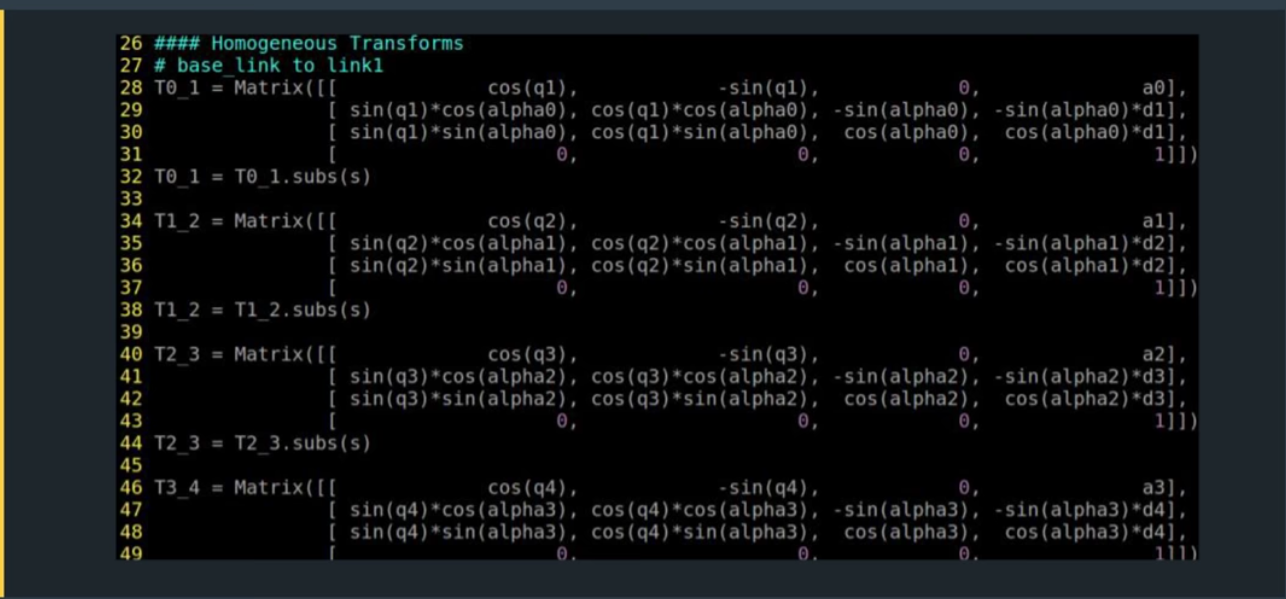 26 #### Homogeneous Transforms
27 # base_link to link1
28 T0_1 = Matrix([[ cos(q1), -sin(q1), 0, a0],
29 [ sin(q1)*cos(alpha0), cos(q1)*cos(alpha0), -sin(alpha0), -sin(alpha0)*d1],
30 [ sin(q1)*sin(alpha0), cos(q1)*sin(alpha0), cos(alpha0), cos(alpha0)*d1],
31 [ 0, 0, 0, 1]])
32 T0_1 = T0_1.subs(s)
33
34 T1_2 = Matrix([[ cos(q2), -sin(q2), 0, a1],
35 [ sin(q2)*cos(alpha1), cos(q2)*cos(alpha1), -sin(alpha1), -sin(alpha1)*d2],
36 [ sin(q2)*sin(alpha1), cos(q2)*sin(alpha1), cos(alpha1), cos(alpha1)*d2],
37 [ 0, 0, 0, 1]])
38 T1_2 = T1_2.subs(s)
39
40 T2_3 = Matrix([[ cos(q3), -sin(q3), 0, a2],
41 [ sin(q3)*cos(alpha2), cos(q3)*cos(alpha2), -sin(alpha2), -sin(alpha2)*d3],
42 [ sin(q3)*sin(alpha2), cos(q3)*sin(alpha2), cos(alpha2), cos(alpha2)*d3],
43 [ 0, 0, 0, 1]])
44 T2_3 = T2_3.subs(s)
45
46 T3_4 = Matrix([[ cos(q4), -sin(q4), 0, a3],
47 [ sin(q4)*cos(alpha3), cos(q4)*cos(alpha3), -sin(alpha3), -sin(alpha3)*d4],
48 [ sin(q4)*sin(alpha3), cos(q4)*sin(alpha3), cos(alpha3), cos(alpha3)*d4],
49 [ 0, 0, 0, 1]])